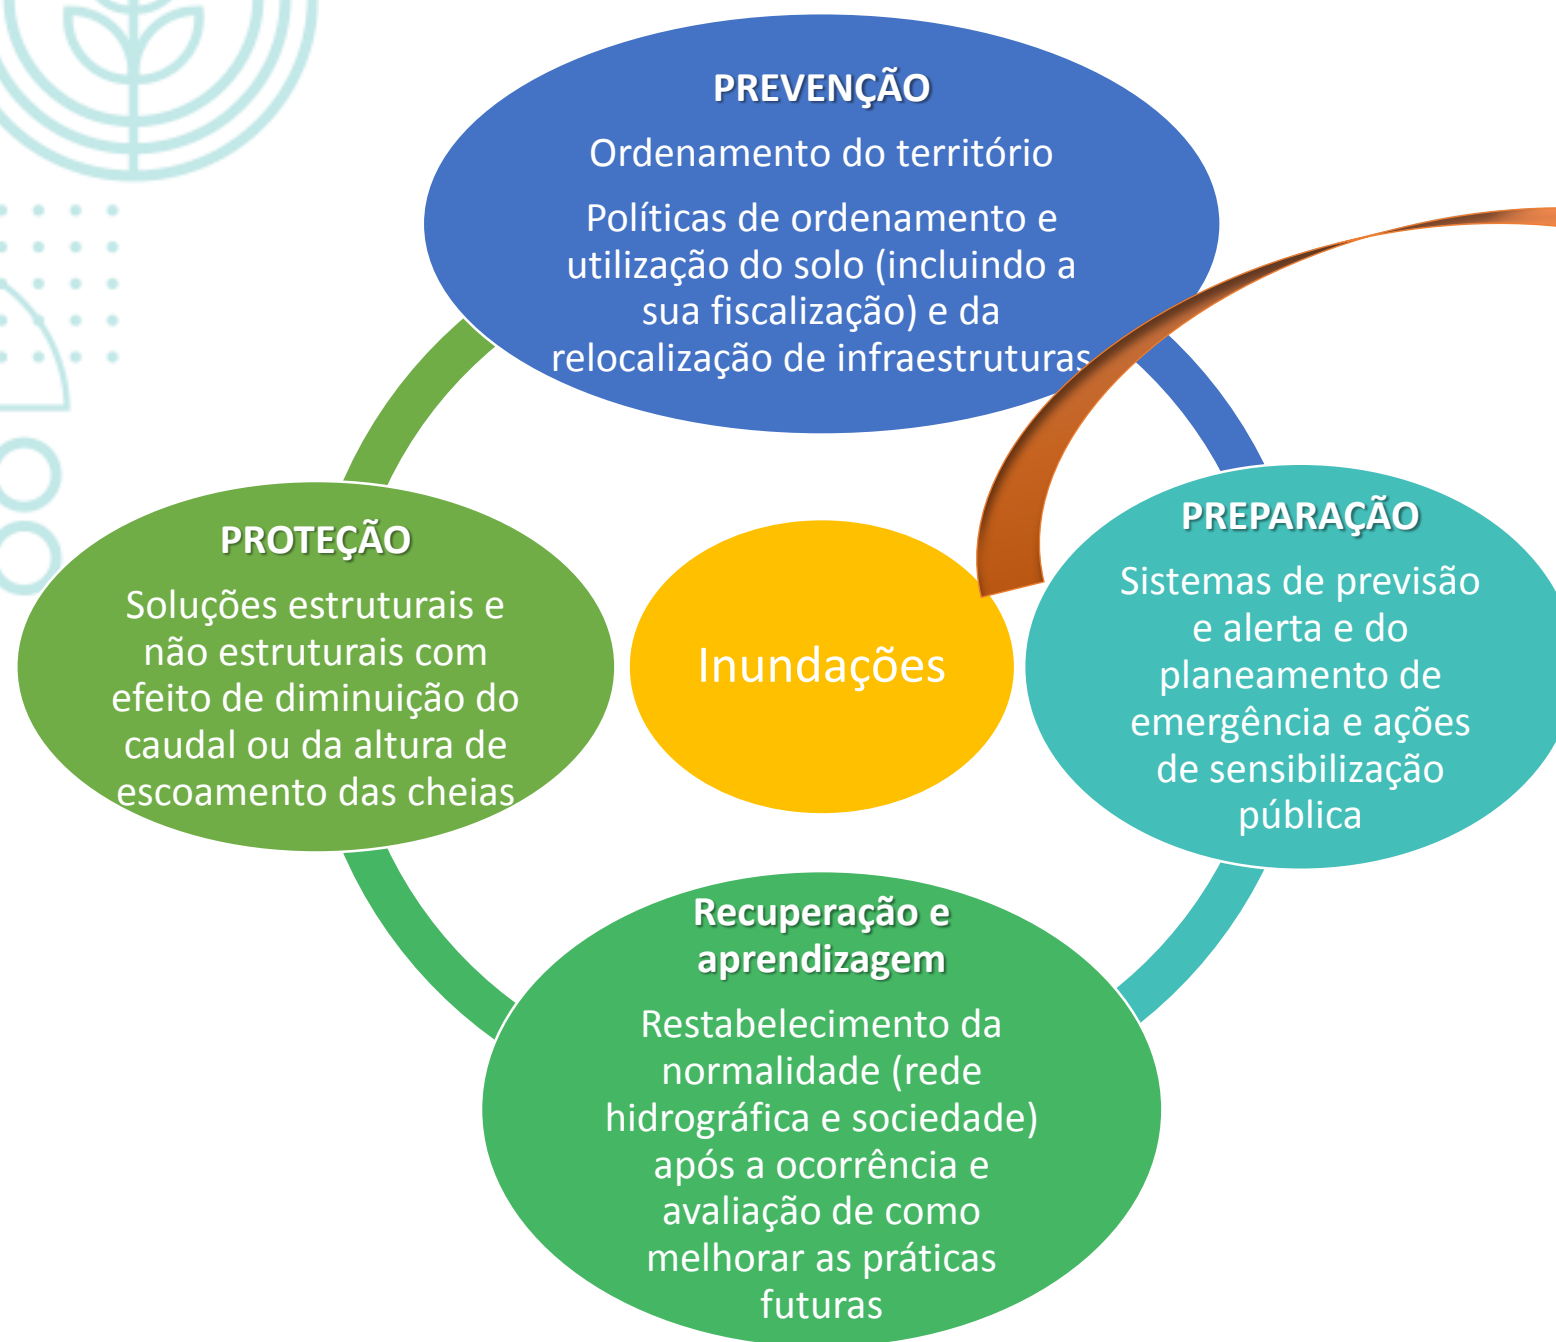 PREVENÇÃO
Ordenamento do território
Políticas de ordenamento e
utilização do solo (incluindo a
sua fiscalização) e da
relocalização de infraestruturas
PREPARAÇÃO
Sistemas de previsão
e alerta e do
planeamento de
emergência e ações
de sensibilização
pública
PROTEÇÃO
Soluções estruturais e
não estruturais com
efeito de diminuição do
caudal ou da altura de
escoamento das cheias
Inundações
Recuperação e
aprendizagem
Restabelecimento da
normalidade (rede
hidrográfica e sociedade)
após a ocorrência e
avaliação de como
melhorar as práticas
futuras